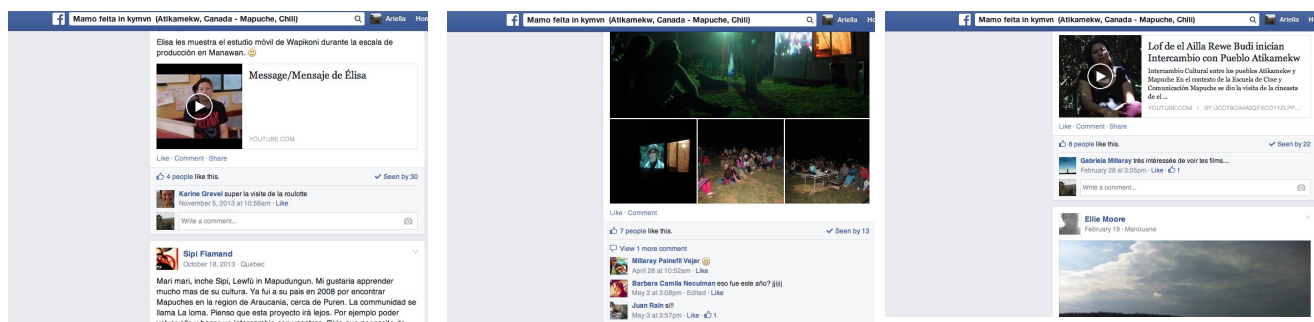 Mamo feita in kymvn (Atikamekw, Canada - Mapuche, Chili)
Ariella
Elisa les muestra el estudio móvil de Wapikoni durante la escala de
producción en Manawan.
Message/Mensaje de Élisa
YOUTUBE.COM
Like · Comment · Share
4 people like this.
Seen by 30
Karine Gravel super la visite de la roulotte
November 5, 2013 at 10:56am · Like
Write a comment...
Sipi Flamand
October 18, 2013 · Quebec
Mari mari, inche Sipi, Lewfù in Mapudungun. Mi gustaria apprender
mucho mas de su cultura. Ya fui a su pais en 2008 por encontrar
Mapuches en la region de Araucania, cerca de Puren. La communidad se
llama La loma. Pienso que esta proyecto irà lejos. Por ejemplo poder
Mamo feita in kymvn (Atikamekw, Canada - Mapuche, Chili)
Ariella
Like · Comment
7 people like this.
Seen by 13
View 1 more comment
Millaray Painefil Vejar
April 28 at 10:52am · Like
Barbara Camila Neculman eso fue este año? jjijij
May 3 at 3:08pm · Edited · Like
Juan Rain si!!
May 3 at 3:57pm · Like · 1
Mamo feita in kymvn (Atikamekw, Canada - Mapuche, Chili)
Ariella
Lof de el Ailla Rewe Budi inician
Intercambio con Pueblo Atikamekw
Intercambio Cultural entre los pueblos Atikamekw y
Mapuche En el contexto de la Escuela de Cine y
Comunicación Mapuche se dio la visita de la cineasta
de el ...
YOUTUBE.COM
Like · Comment · Share
8 people like this.
Seen by 22
Gabriela Millaray très intéressée de voir tes films....
February 28 at 3:05pm · Like · 1
Write a comment...
Ellie Moore
February 19 · Manouane